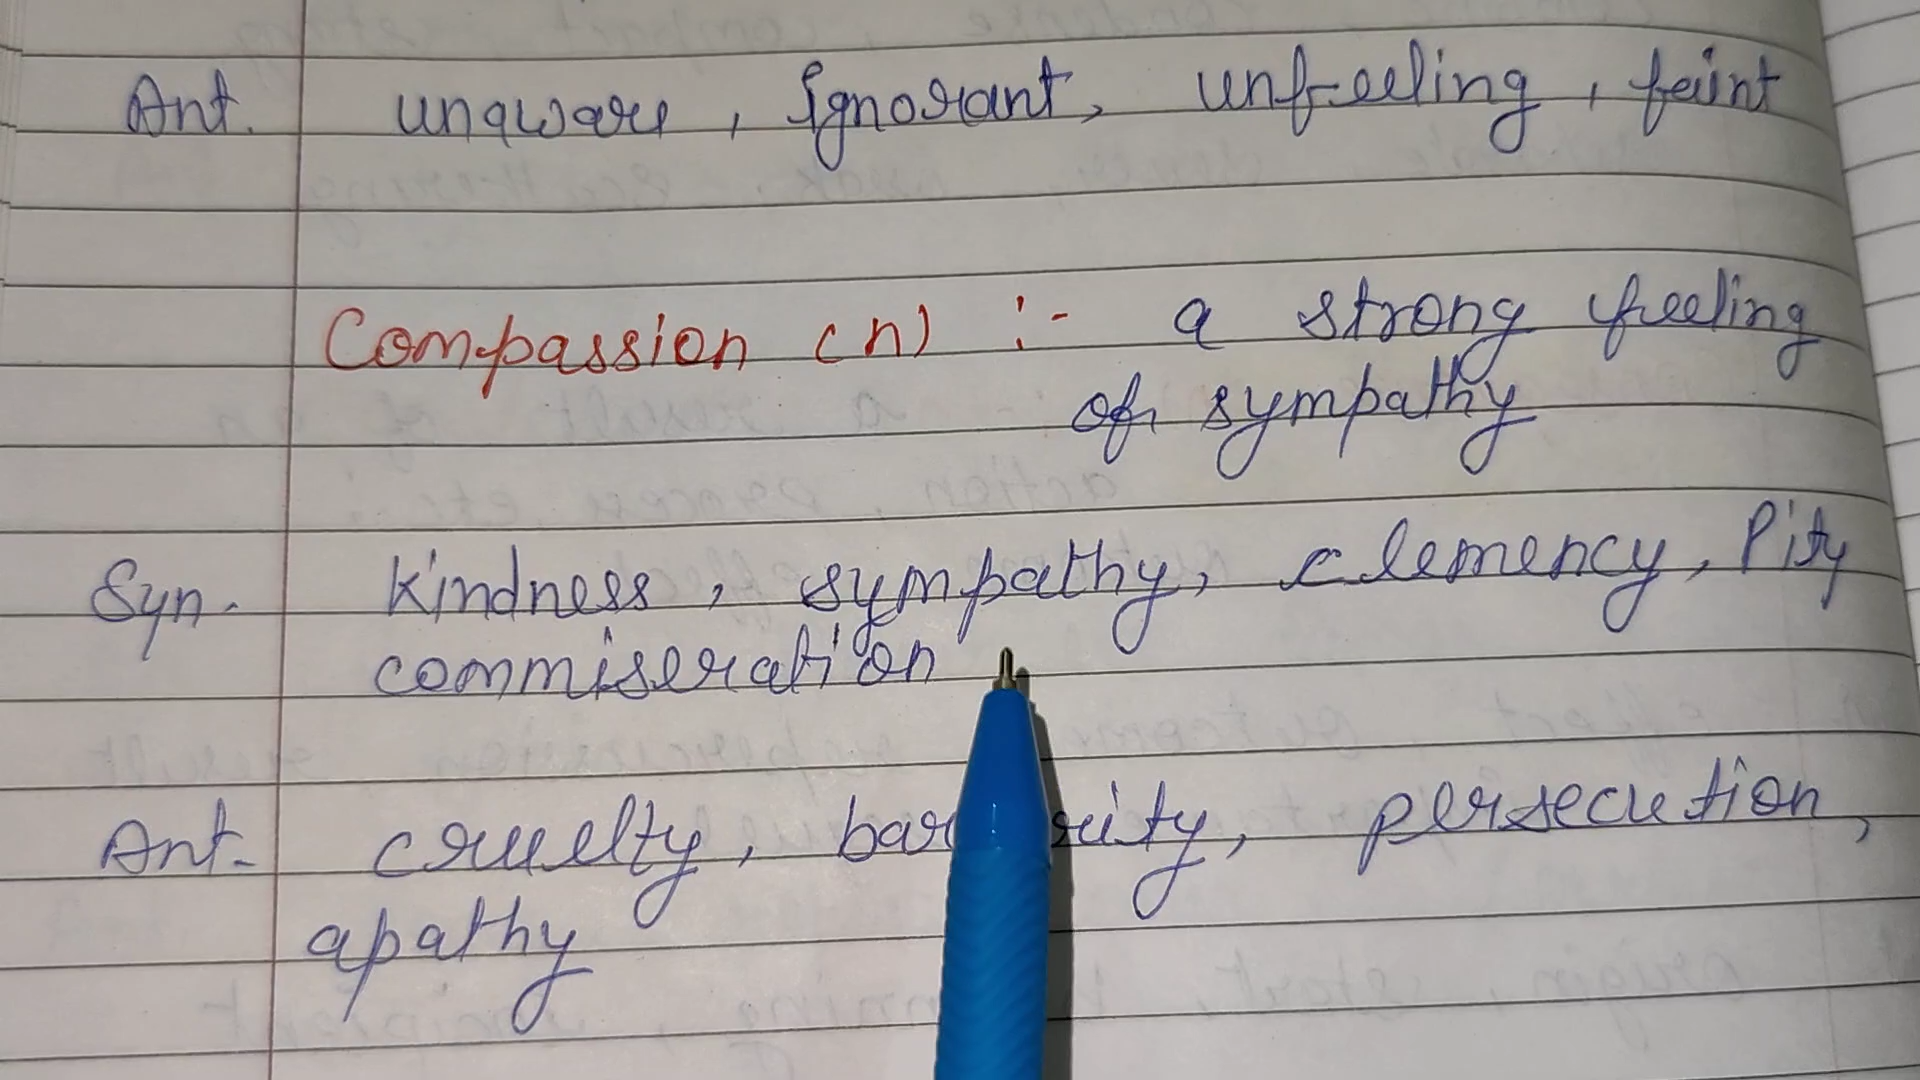 Ant. unaware, Ignorant, unfeeling, faint
Compassion (n) :- a strong feeling
of sympathy
Syn. Kindness, sympathy, clemency, Pity
commiseration
Ant. cruelty, persecution,
apathy